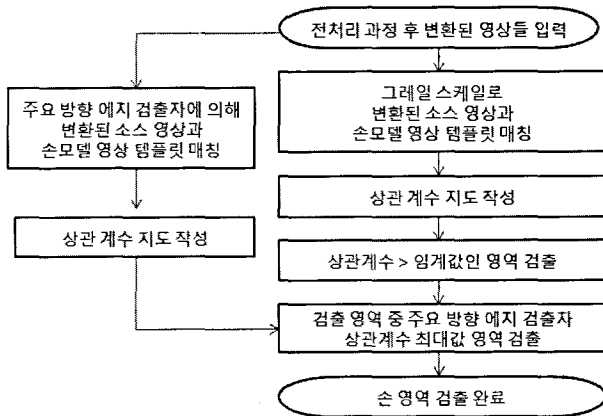 전처리 과정 후 변환된 영상들 입력
주요 방향 에지 검출자에 의해
변환된 소스 영상과
손모델 영상 템플릿 매칭
상관 계수 지도 작성
그레일 스케일로
변환된 소스 영상과
손모델 영상 템플릿 매칭
상관 계수 지도 작성
상관계수 > 임계값인 영역 검출
검출 영역 중 주요 방향 에지 검출자
상관계수 최대값 영역 검출
손 영역 검출 완료